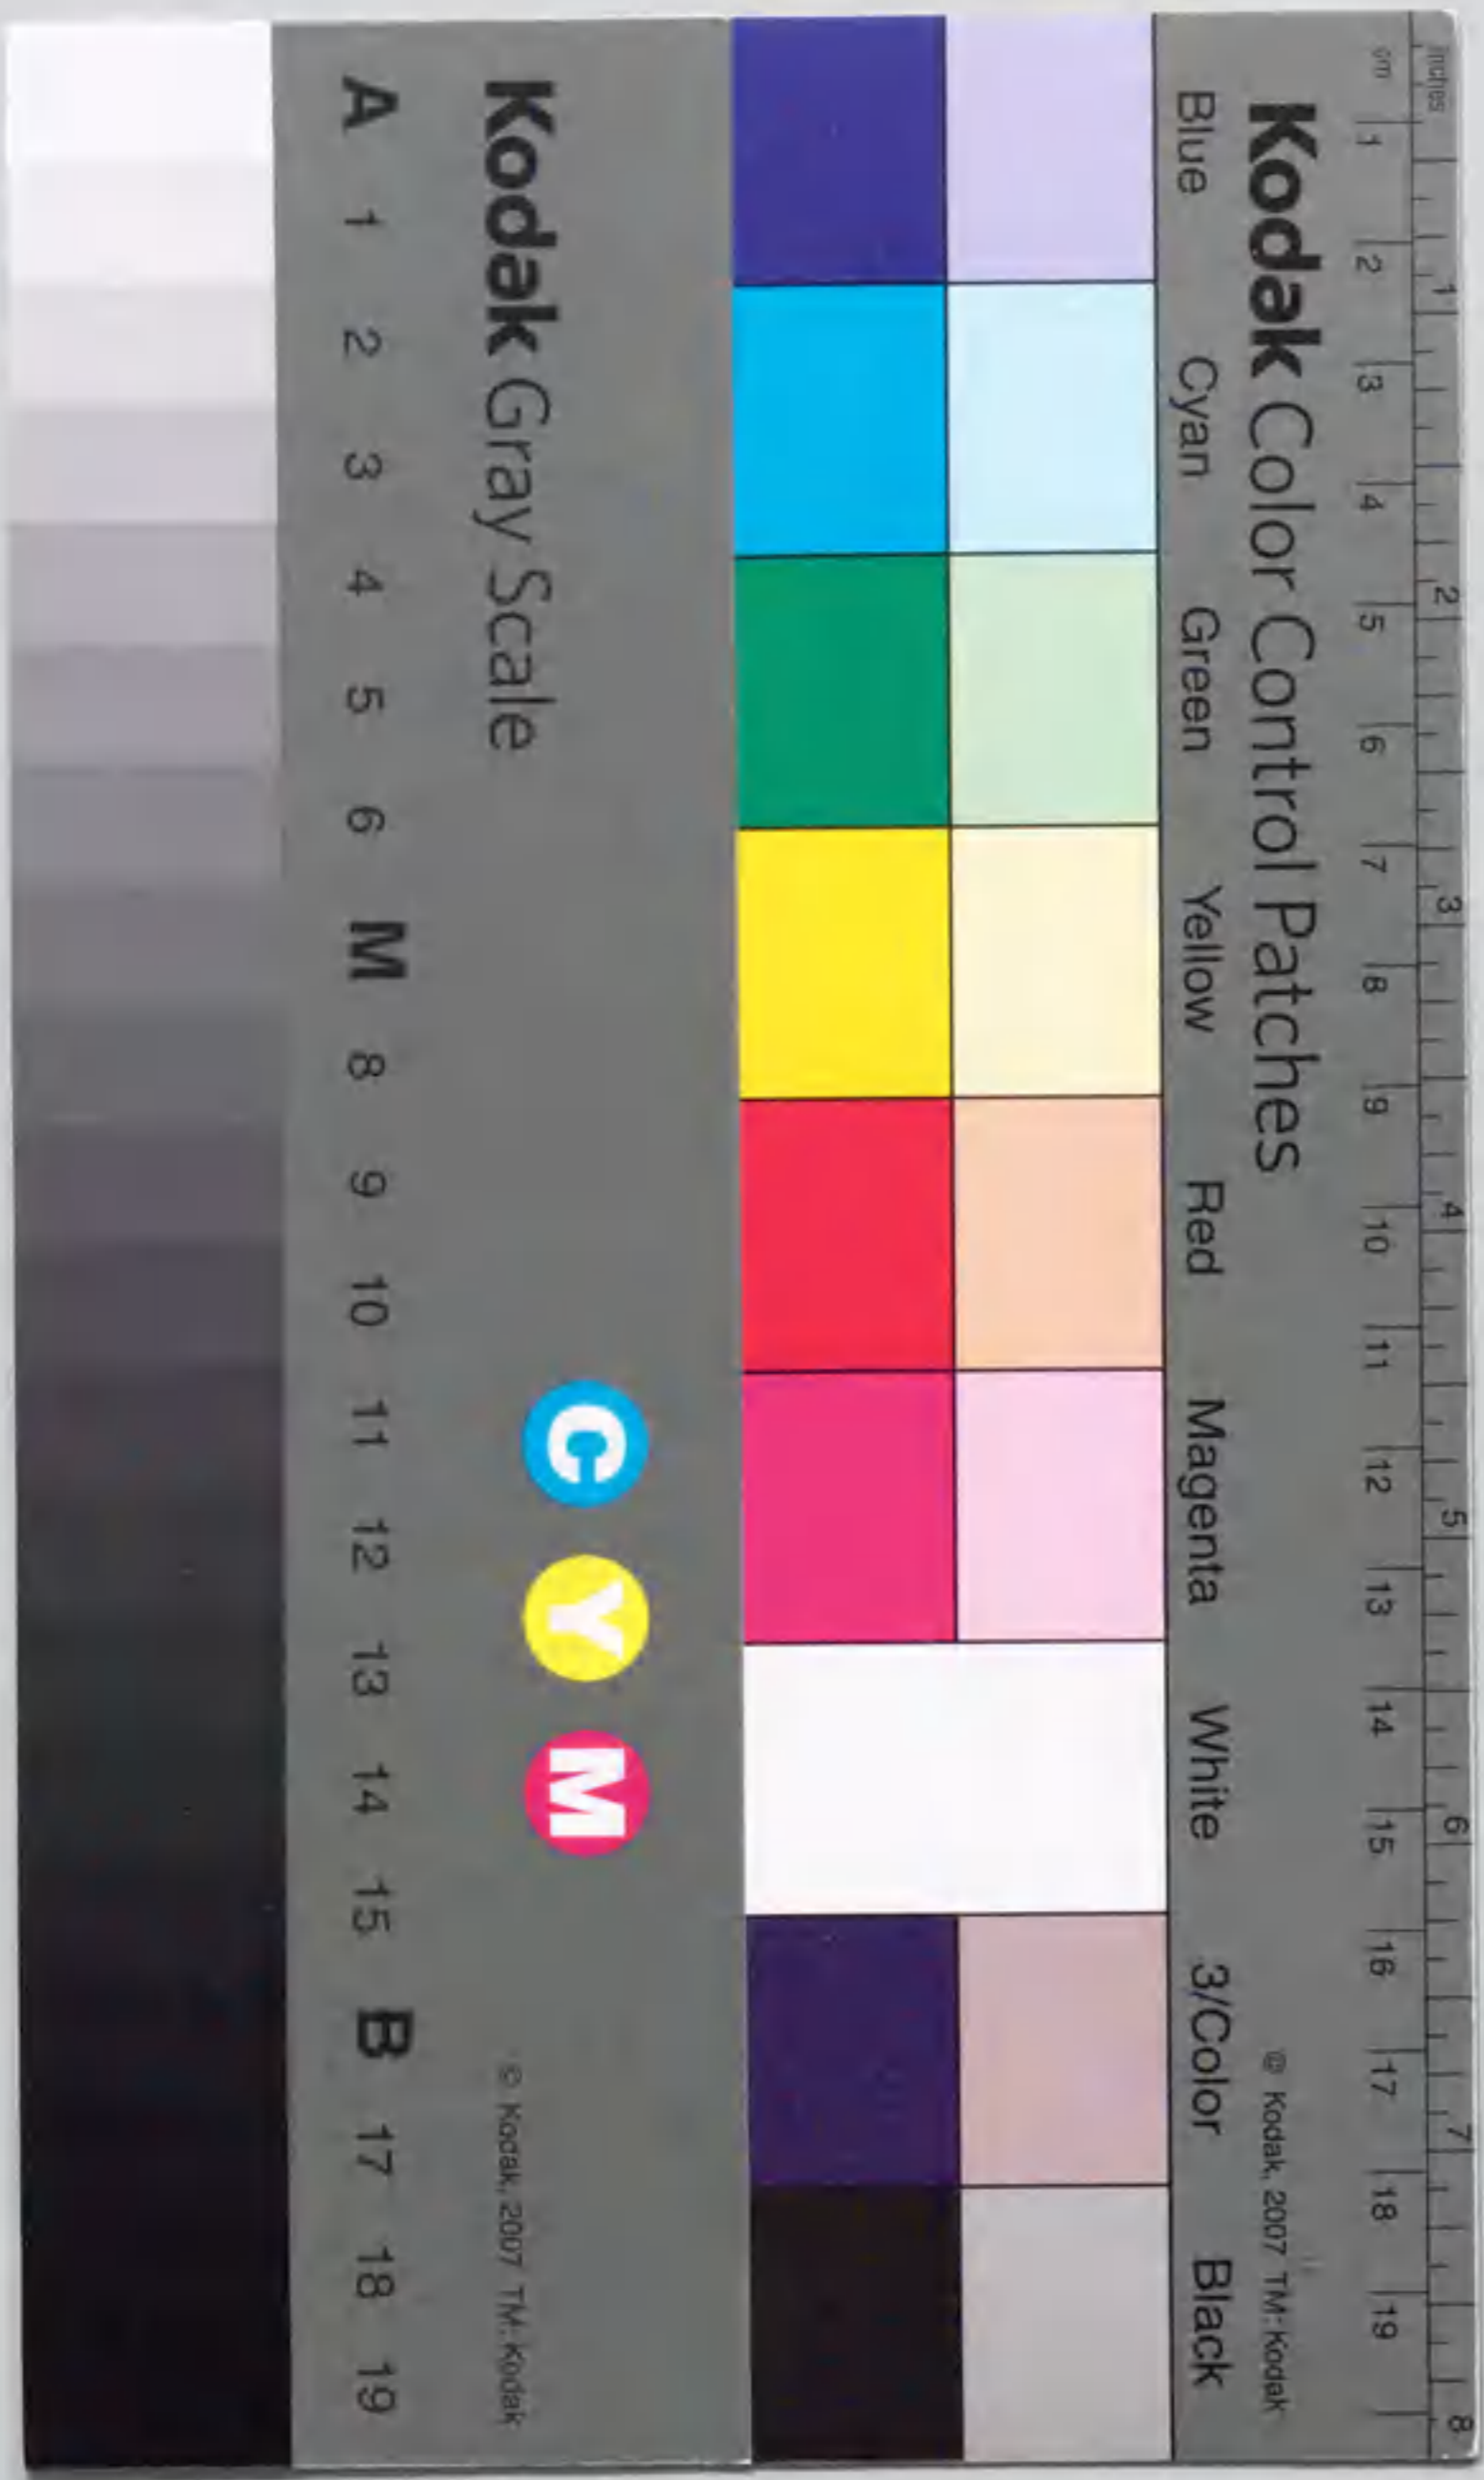 inches 1 2 3 4 5 6 7 8
cm 1 2 3 4 5 6 7 8 9 10 11 12 13 14 15 16 17 18 19
Kodak Color Control Patches
© Kodak, 2007 TM: Kodak
Blue Cyan Green Yellow Red Magenta White 3/Color Black
C Y M
Kodak Gray Scale
© Kodak, 2007 TM: Kodak
A 1 2 3 4 5 6 M 8 9 10 11 12 13 14 15 B 17 18 19